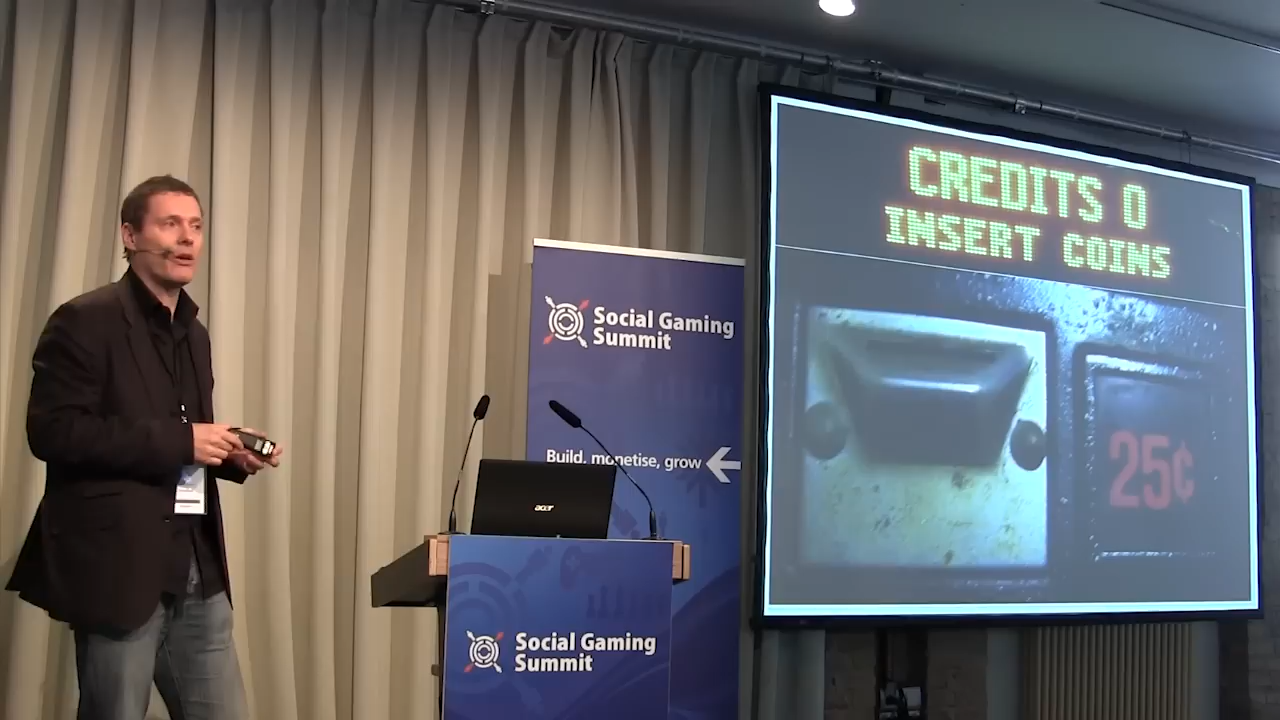 CREDITS 0
INSERT COINS
25¢
Social Gaming
Summit
Build, monetise, grow
acer
Social Gaming
Summit